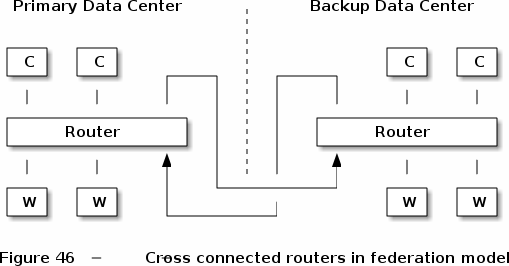 Primary Data Center Backup Data Center
C C C C
Router Router
W W W W
Figure 46 – Cross connected routers in federation model